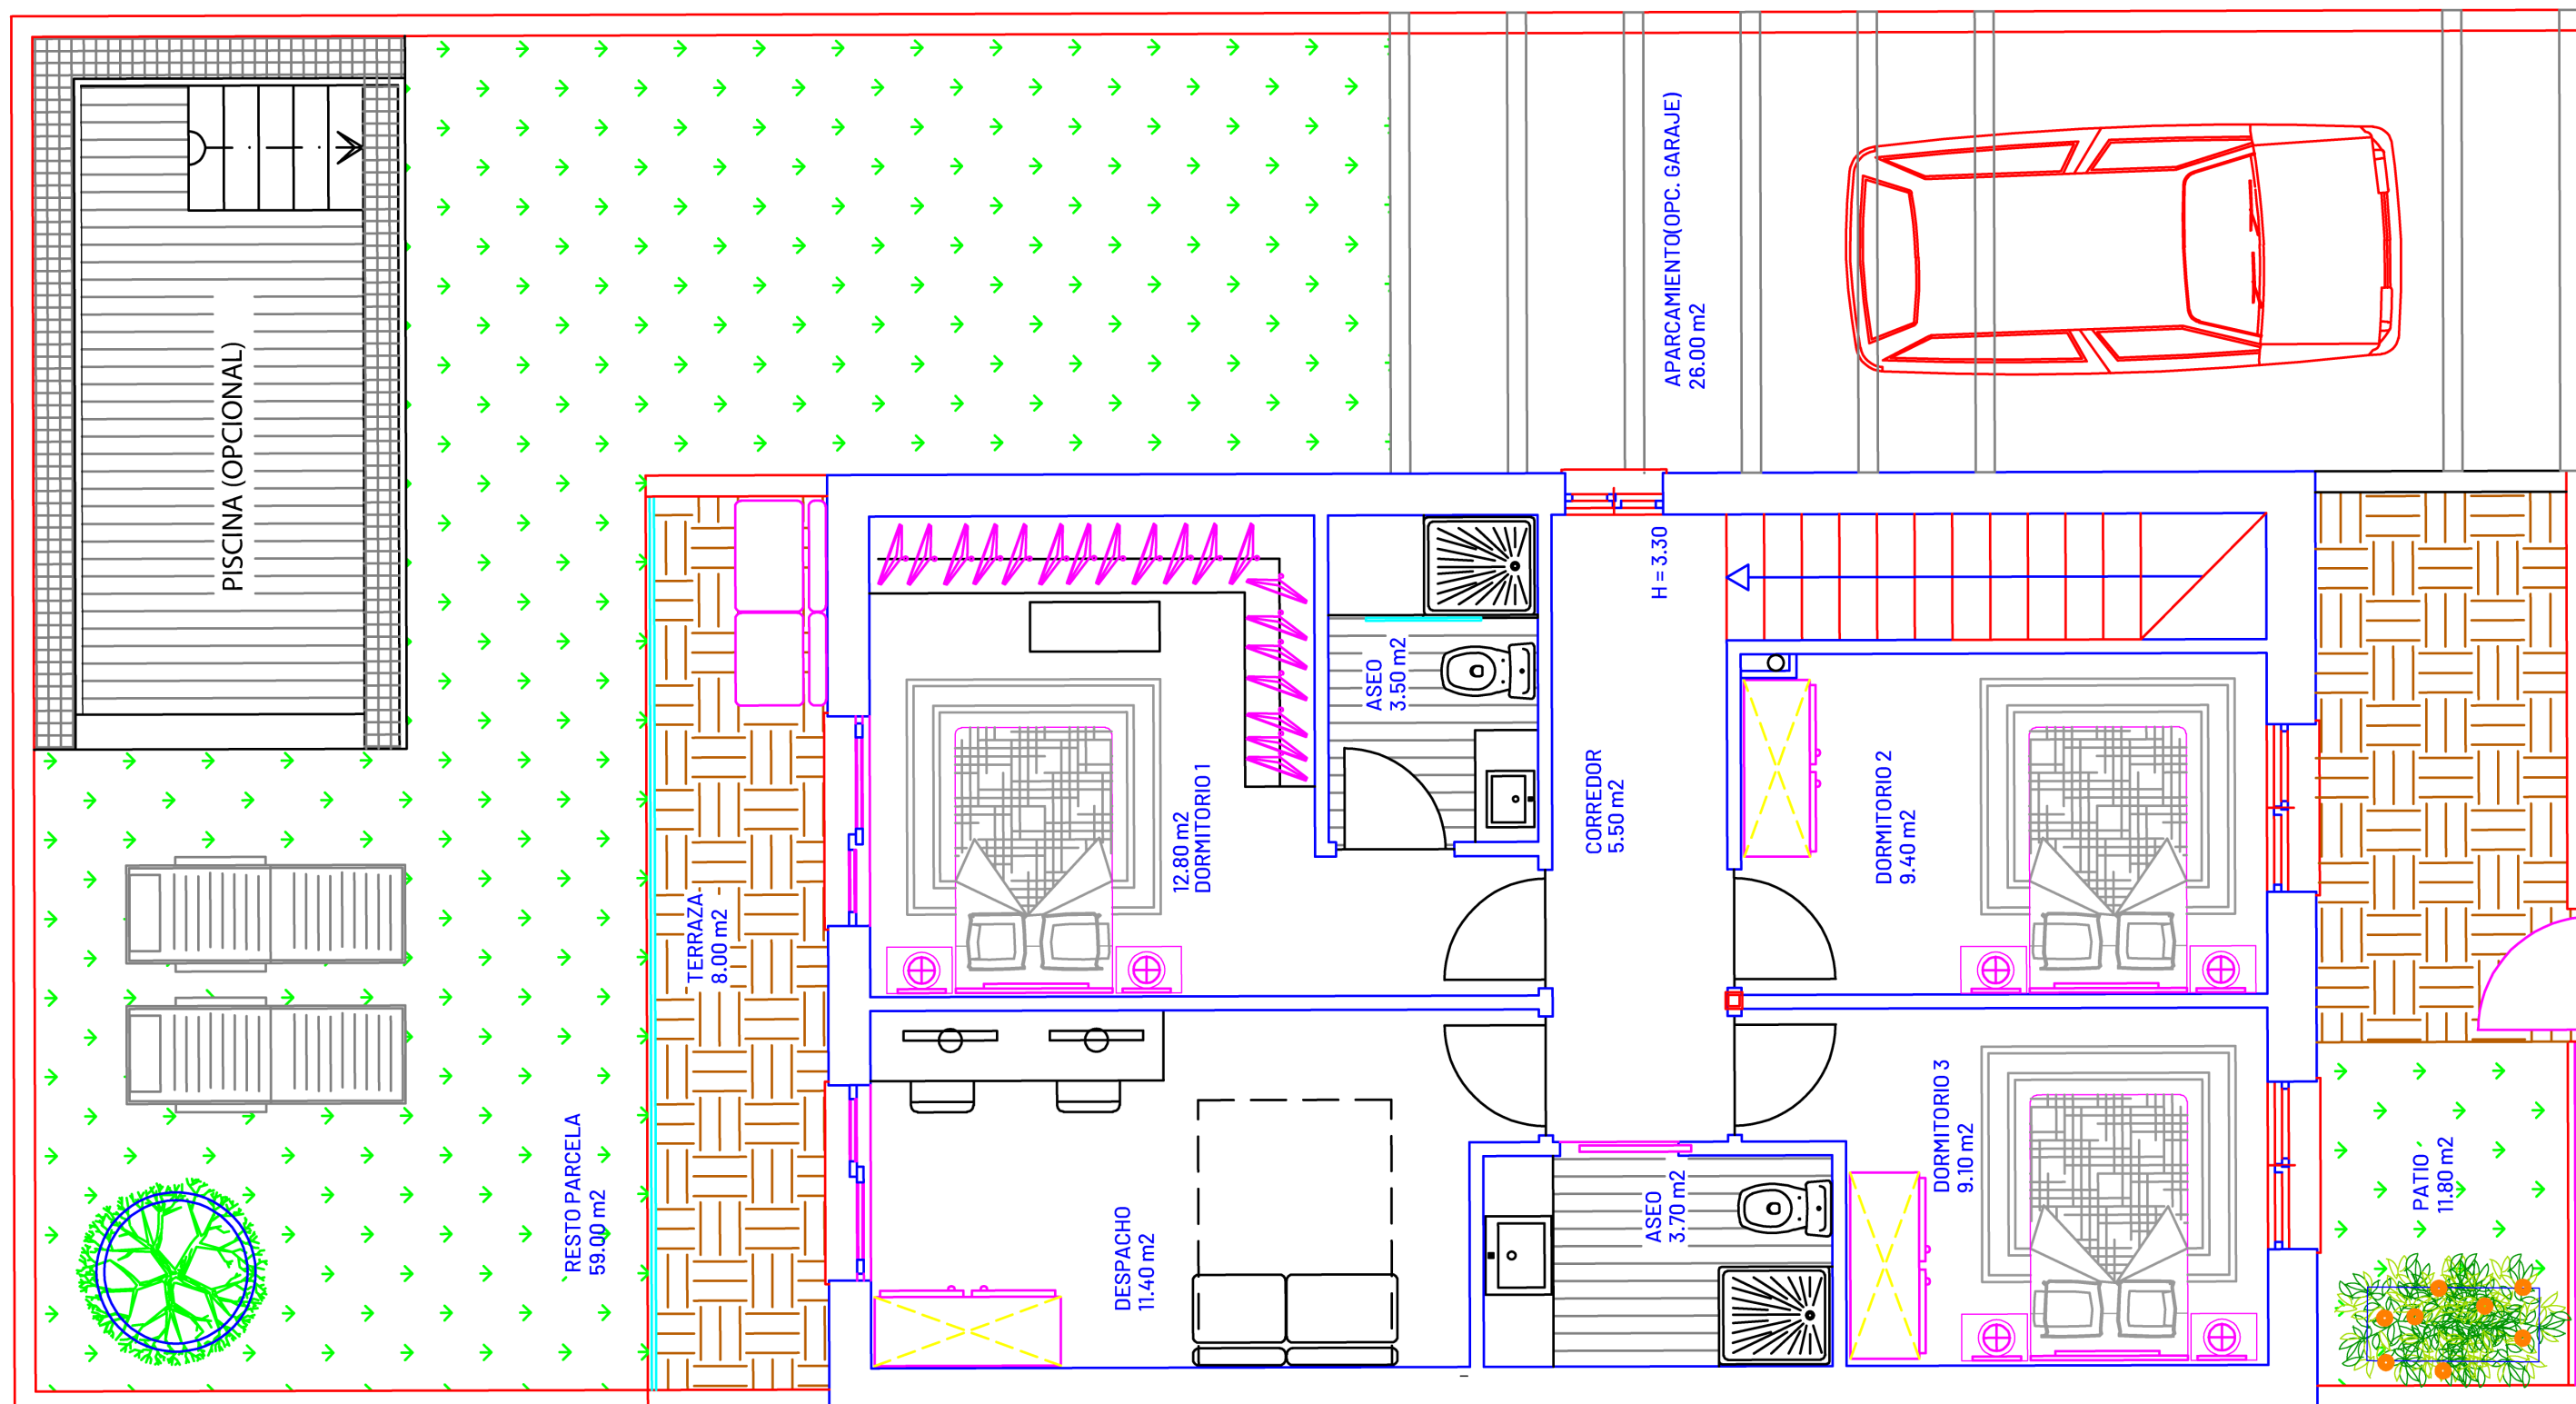 PISCINA (OPCIONAL)
APARCAMIENTO(OPC. GARAJE)
26.00 m2
H = 3.30
ASEO
3.50 m2
12.80 m2
DORMITORIO 1
CORREDOR
5.50 m2
DORMITORIO 2
9.40 m2
TERRAZA
8.00 m2
RESTO PARCELA
59.00 m2
DESPACHO
11.40 m2
ASEO
3.70 m2
DORMITORIO 3
9.10 m2
PATIO
11.80 m2